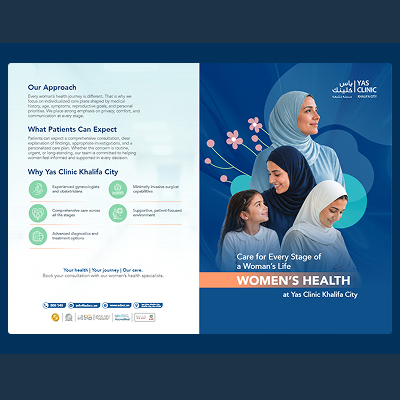 Our Approach
Every woman's health journey is different. That is why we
focus on individualized care plans shaped by medical
history, age, symptoms, reproductive goals, and personal
priorities. We place strong emphasis on privacy, comfort, and
communication at every stage.
What Patients Can Expect
Patients can expect a comprehensive consultation, clear
explanation of findings, appropriate investigations, and a
personalized care plan. Whether the concern is routine,
urgent, or long-standing, our team is committed to helping
women feel informed and supported in every decision.
Why Yas Clinic Khalifa City
Experienced gynecologists
and obstetricians
Minimally invasive surgical
capabilities
Comprehensive care across
all life stages
Supportive, patient-focused
environment
Advanced diagnostics and
treatment options
Your health | Your journey | Our care.
Book your consultation with our women's health specialists.
ياس YAS
كلينك CLINIC
KHALIFA CITY
Care for Every Stage of
a Woman's Life
WOMEN'S HEALTH
at Yas Clinic Khalifa City